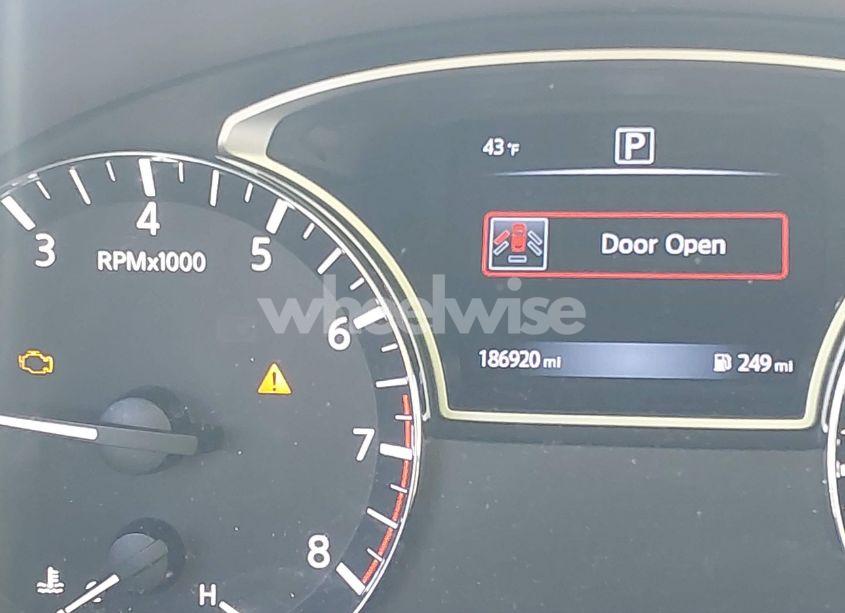 43 °F P
4
3 5
RPMx1000
Door Open
wheelwise
6
186920 mi 249 mi
7
8
H